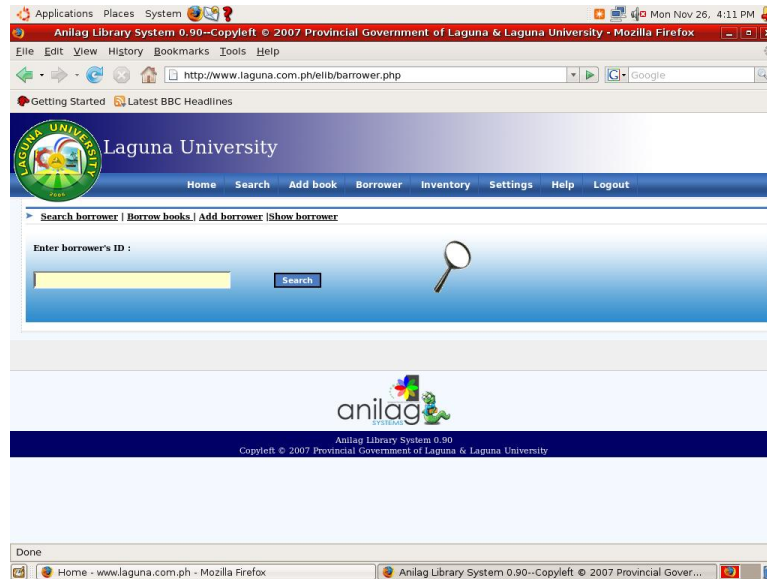 Applications Places System Mon Nov 26, 4:11 PM
Anilag Library System 0.90--Copyleft © 2007 Provincial Government of Laguna & Laguna University - Mozilla Firefox
File Edit View History Bookmarks Tools Help
http://www.laguna.com.ph/elib/barrower.php Google
Getting Started Latest BBC Headlines
LAGUNA UNIVERSITY
2006
Laguna University
Home Search Add book Borrower Inventory Settings Help Logout
Search borrower | Borrow books | Add borrower |Show borrower
Enter borrower's ID :
Search
anilag
SYSTEMS
Anilag Library System 0.90
Copyleft © 2007 Provincial Government of Laguna & Laguna University
Done
Home - www.laguna.com.ph - Mozilla Firefox Anilag Library System 0.90--Copyleft © 2007 Provincial Gover...